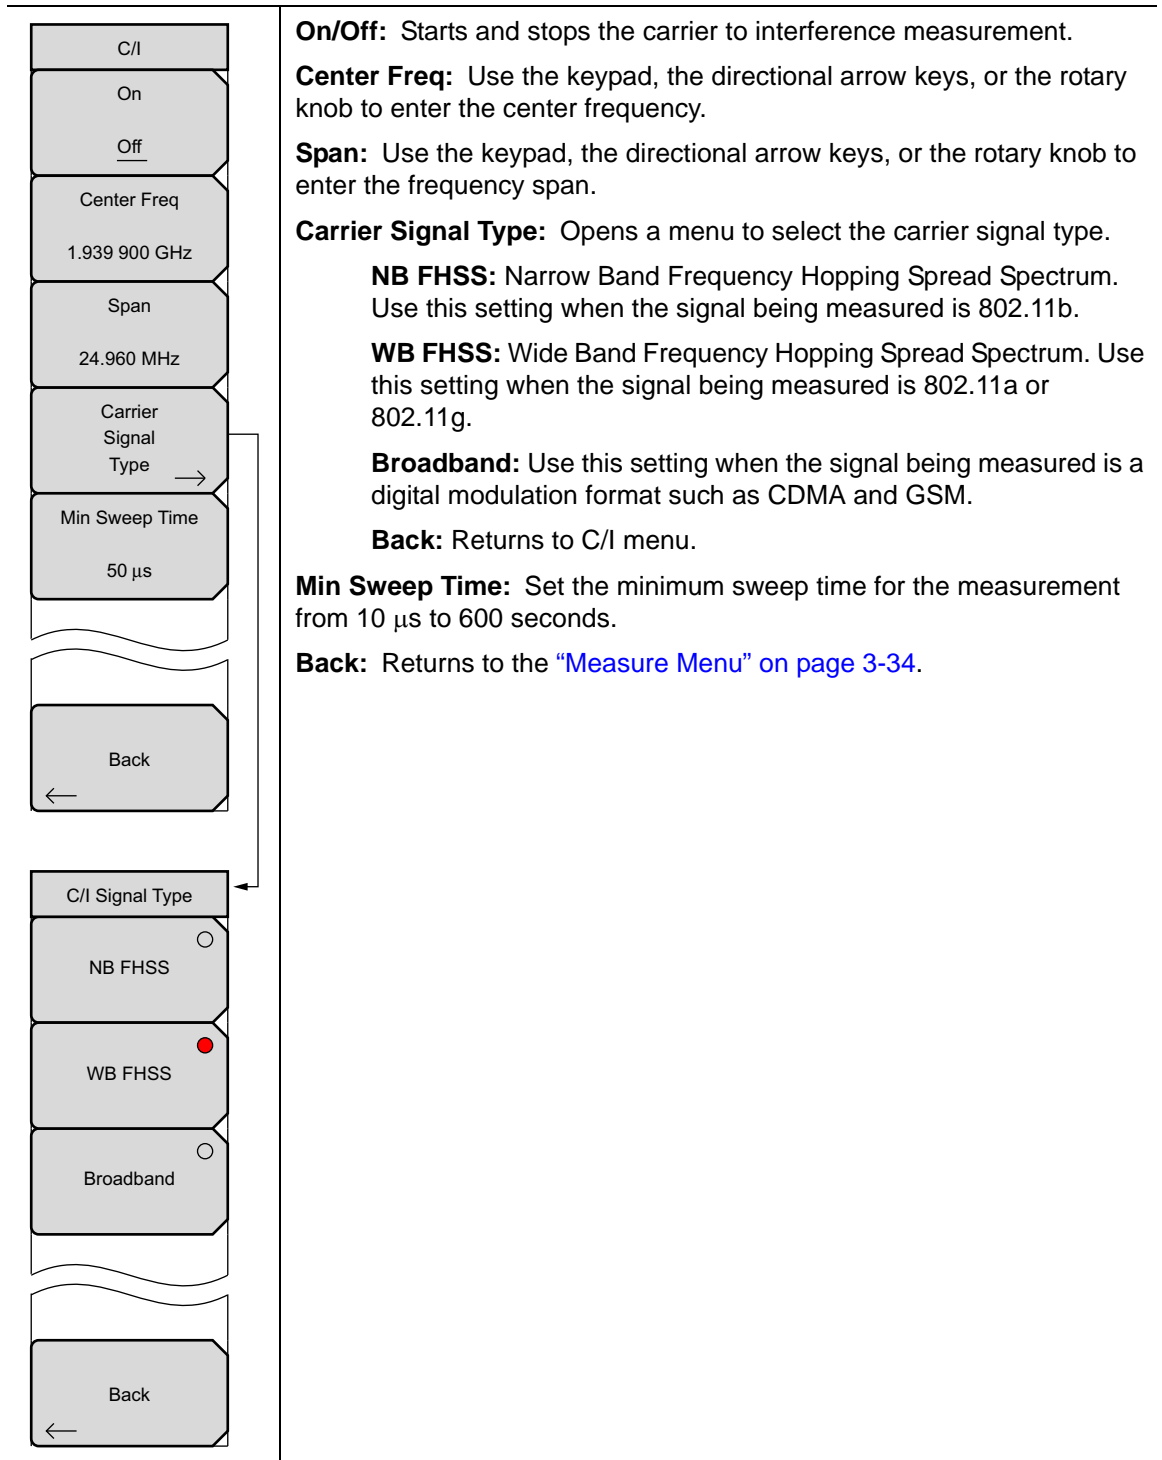 C/I
On
Off
Center Freq
1.939 900 GHz
Span
24.960 MHz
Carrier
Signal
Type
Min Sweep Time
50 μs
Back
C/I Signal Type
NB FHSS
WB FHSS
Broadband
Back
On/Off: Starts and stops the carrier to interference measurement.
Center Freq: Use the keypad, the directional arrow keys, or the rotary
knob to enter the center frequency.
Span: Use the keypad, the directional arrow keys, or the rotary knob to
enter the frequency span.
Carrier Signal Type: Opens a menu to select the carrier signal type.
NB FHSS: Narrow Band Frequency Hopping Spread Spectrum.
Use this setting when the signal being measured is 802.11b.
WB FHSS: Wide Band Frequency Hopping Spread Spectrum. Use
this setting when the signal being measured is 802.11a or
802.11g.
Broadband: Use this setting when the signal being measured is a
digital modulation format such as CDMA and GSM.
Back: Returns to C/I menu.
Min Sweep Time: Set the minimum sweep time for the measurement
from 10 μs to 600 seconds.
Back: Returns to the “Measure Menu” on page 3-34.